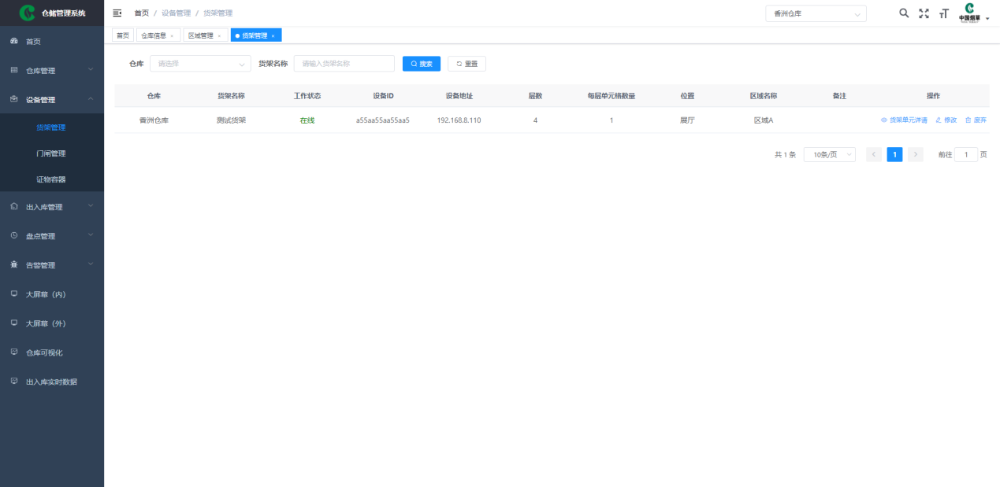 仓储管理系统
首页 / 设备管理 / 货架管理
香洲仓库
中国烟草
首页
仓库信息 ×
区域管理 ×
货架管理 ×
首页
仓库管理
设备管理
货架管理
门闸管理
证物容器
出入库管理
盘点管理
告警管理
大屏幕（内）
大屏幕（外）
仓库可视化
出入库实时数据
仓库 请选择 货架名称 请输入货架名称 搜索 重置
仓库 货架名称 工作状态 设备ID 设备地址 层数 每层单元格数量 位置 区域名称 备注 操作
香洲仓库 测试货架 在线 a55aa55aa55aa5 192.168.8.110 4 1 展厅 区域A 货架单元详请 修改 废弃
共 1 条 10条/页 < 1 > 前往 1 页